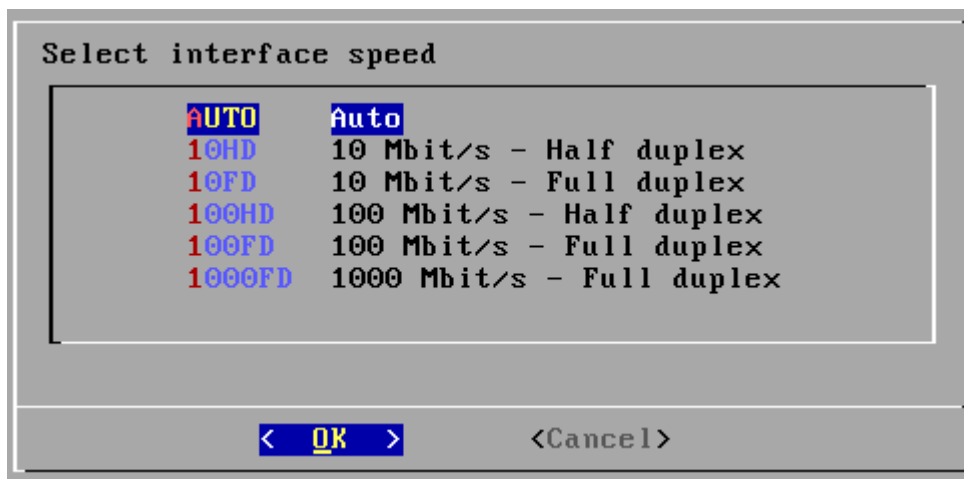 Select interface speed
AUTO Auto
10HD 10 Mbit/s - Half duplex
10FD 10 Mbit/s - Full duplex
100HD 100 Mbit/s - Half duplex
100FD 100 Mbit/s - Full duplex
1000FD 1000 Mbit/s - Full duplex
< OK > <Cancel>